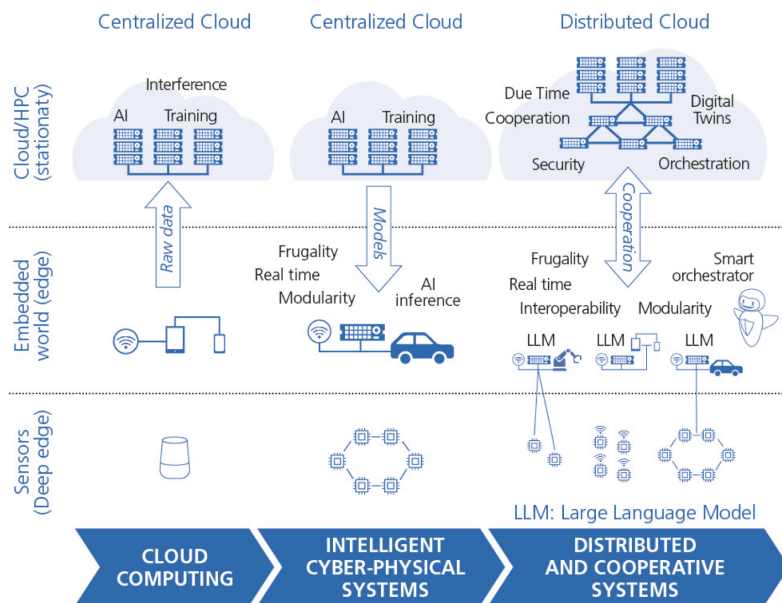 Centralized Cloud
Centralized Cloud
Distributed Cloud
Cloud/HPC
(stationaty)
Interference
AI
Training
AI
Training
Due Time
Cooperation
Digital
Twins
Security
Orchestration
Raw data
Models
Cooperation
Embedded
world (edge)
Frugality
Real time
Modularity
AI
inference
Frugality
Real time
Interoperability
Modularity
Smart
orchestrator
LLM
LLM
LLM
Sensors
(Deep edge)
LLM: Large Language Model
CLOUD
COMPUTING
INTELLIGENT
CYBER-PHYSICAL
SYSTEMS
DISTRIBUTED
AND COOPERATIVE
SYSTEMS